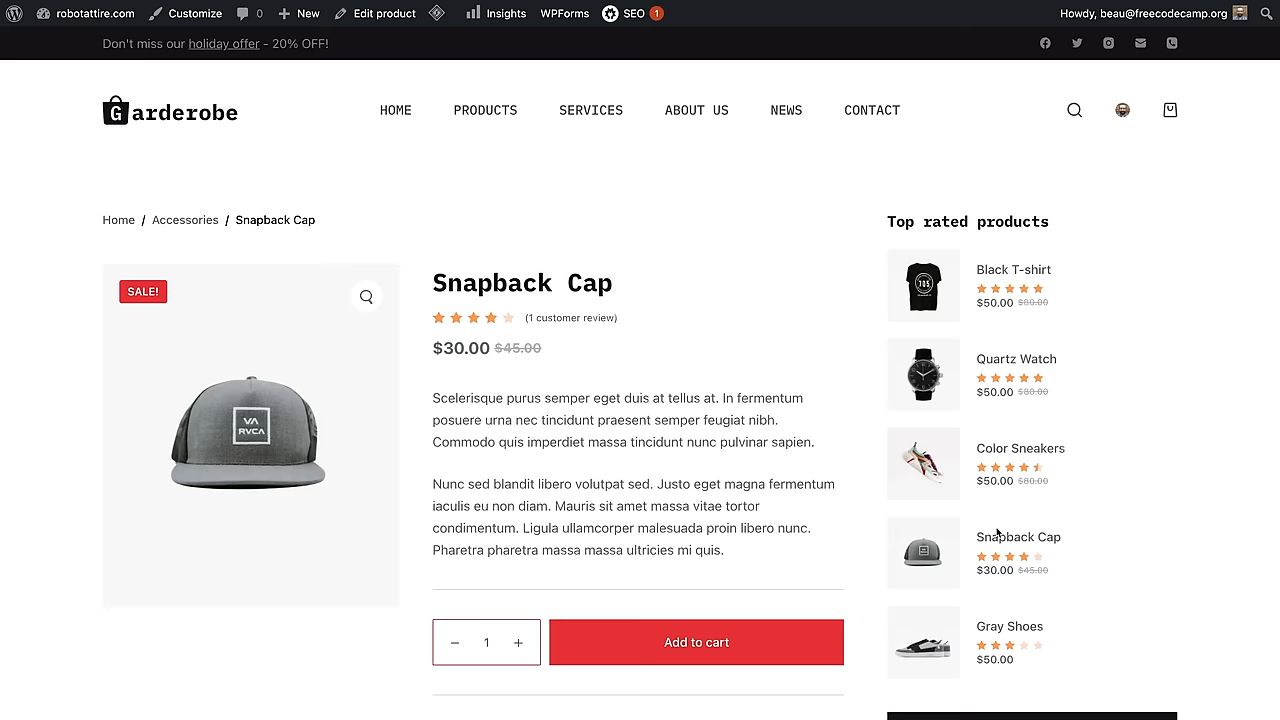 robotattire.com Customize 0 New Edit product Insights WPForms SEO 1 Howdy, beau@freecodecamp.org
Don't miss our holiday offer - 20% OFF!
Garderobe HOME PRODUCTS SERVICES ABOUT US NEWS CONTACT
Home / Accessories / Snapback Cap
SALE!
VA
RVCA
Snapback Cap
(1 customer review)
$30.00 $45.00
Scelerisque purus semper eget duis at tellus at. In fermentum
posuere urna nec tincidunt praesent semper feugiat nibh.
Commodo quis imperdiet massa tincidunt nunc pulvinar sapien.
Nunc sed blandit libero volutpat sed. Justo eget magna fermentum
iaculis eu non diam. Mauris sit amet massa vitae tortor
condimentum. Ligula ullamcorper malesuada proin libero nunc.
Pharetra pharetra massa massa ultricies mi quis.
− 1 +
Add to cart
Top rated products
705
Black T-shirt
$50.00 $80.00
Quartz Watch
$50.00 $80.00
Color Sneakers
$50.00 $80.00
Snapback Cap
$30.00 $45.00
Gray Shoes
$50.00